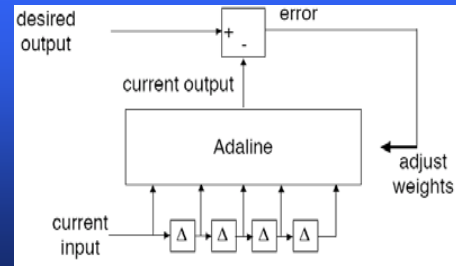 desired
output
error
+
-
current output
Adaline
adjust
weights
current
input
Δ Δ Δ Δ